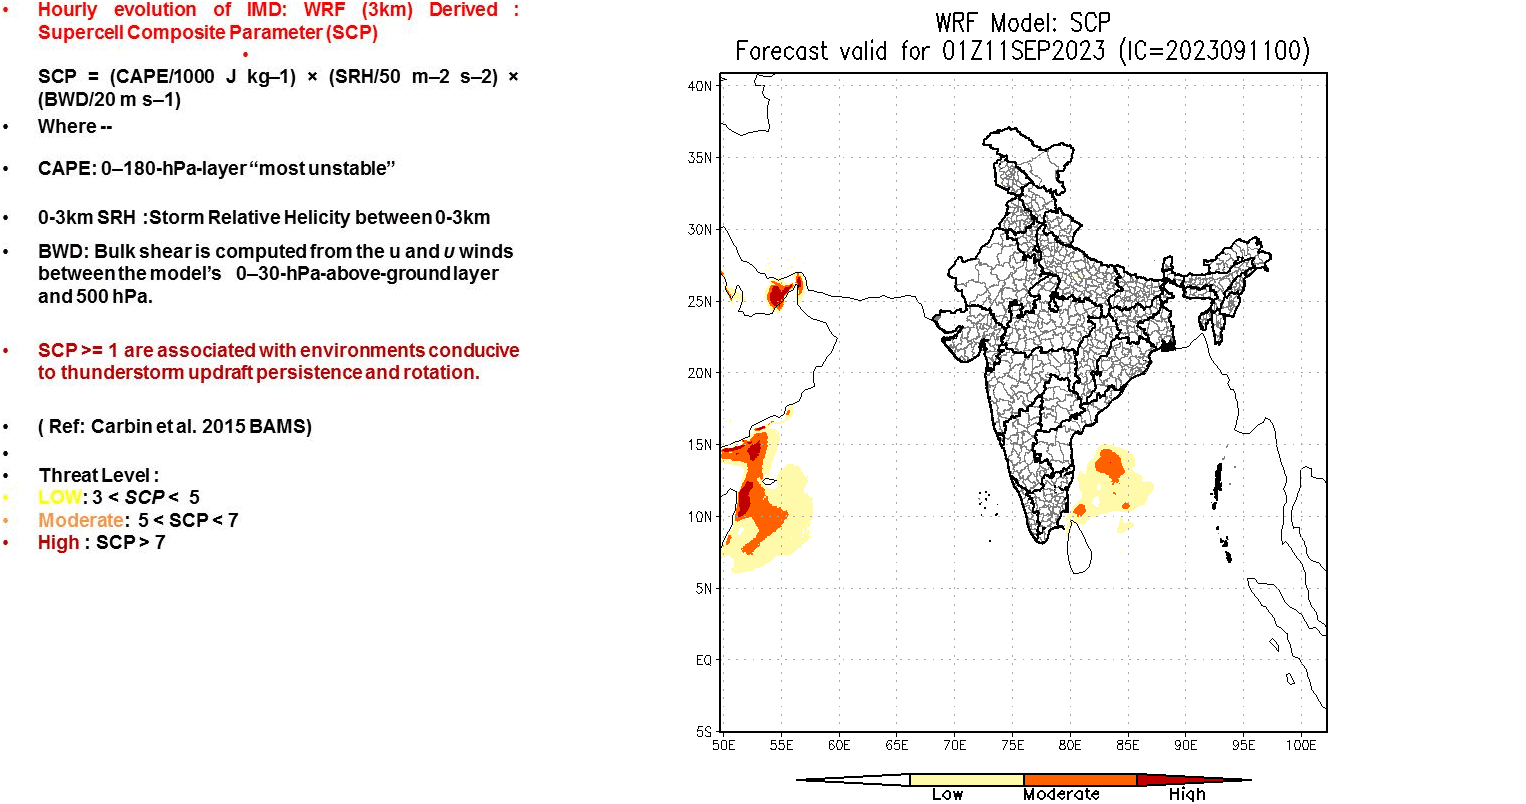 • Hourly evolution of IMD: WRF (3km) Derived :
Supercell Composite Parameter (SCP)
•
SCP = (CAPE/1000 J kg–1) × (SRH/50 m–2 s–2) ×
(BWD/20 m s–1)
• Where --
• CAPE: 0–180-hPa-layer “most unstable”
• 0-3km SRH :Storm Relative Helicity between 0-3km
• BWD: Bulk shear is computed from the u and υ winds
between the model’s 0–30-hPa-above-ground layer
and 500 hPa.
• SCP >= 1 are associated with environments conducive
to thunderstorm updraft persistence and rotation.
• ( Ref: Carbin et al. 2015 BAMS)
•
• Threat Level :
• LOW: 3 < SCP < 5
• Moderate: 5 < SCP < 7
• High : SCP > 7
WRF Model: SCP
Forecast valid for 01Z11SEP2023 (IC=2023091100)
40N
35N
30N
25N
20N
15N
10N
5N
EQ
5S
50E 55E 60E 65E 70E 75E 80E 85E 90E 95E 100E
Low Moderate High